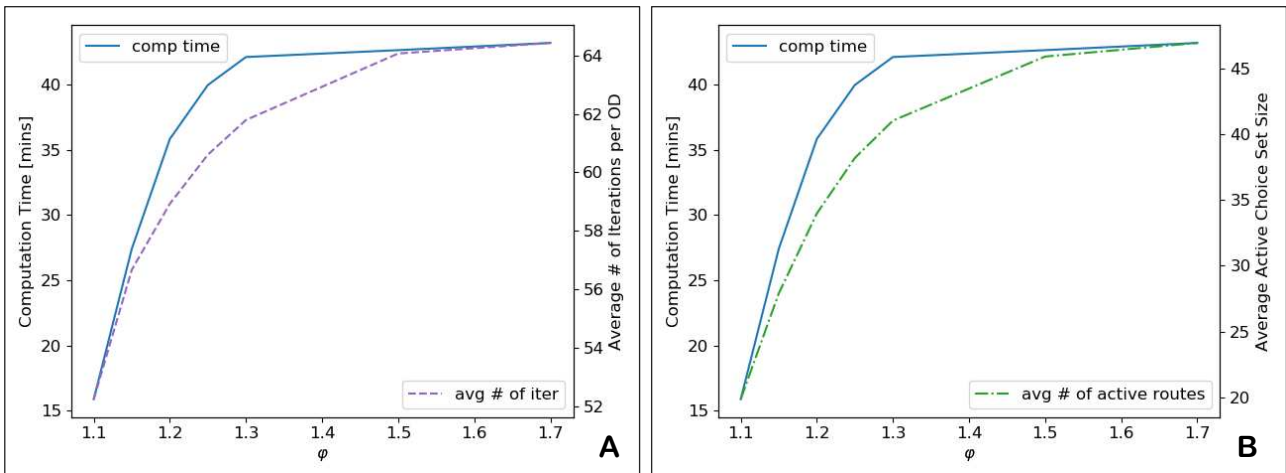 comp time
40
35
30
25
20
15
Computation Time [mins]
64
62
60
58
56
54
52
Average # of Iterations per OD
avg # of iter
1.1 1.2 1.3 1.4 1.5 1.6 1.7
φ
A
comp time
40
35
30
25
20
15
Computation Time [mins]
45
40
35
30
25
20
Average Active Choice Set Size
avg # of active routes
1.1 1.2 1.3 1.4 1.5 1.6 1.7
φ
B